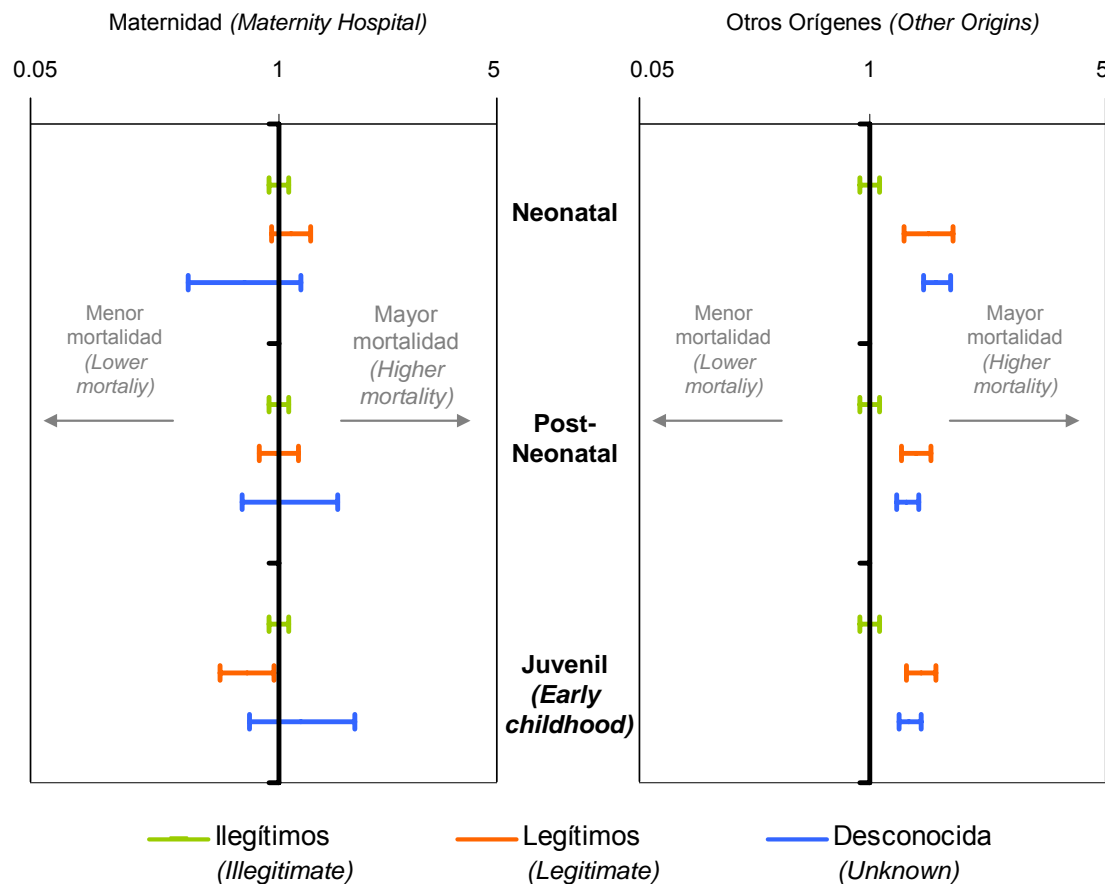 Maternidad (Maternity Hospital)
Otros Orígenes (Other Origins)
0.05 1 5
0.05 1 5
Neonatal
Menor
mortalidad
(Lower
mortaliy)
Mayor
mortalidad
(Higher
mortality)
Menor
mortalidad
(Lower
mortaliy)
Mayor
mortalidad
(Higher
mortality)
Post-
Neonatal
Juvenil
(Early
childhood)
Ilegítimos
(Illegitimate)
Legítimos
(Legitimate)
Desconocida
(Unknown)